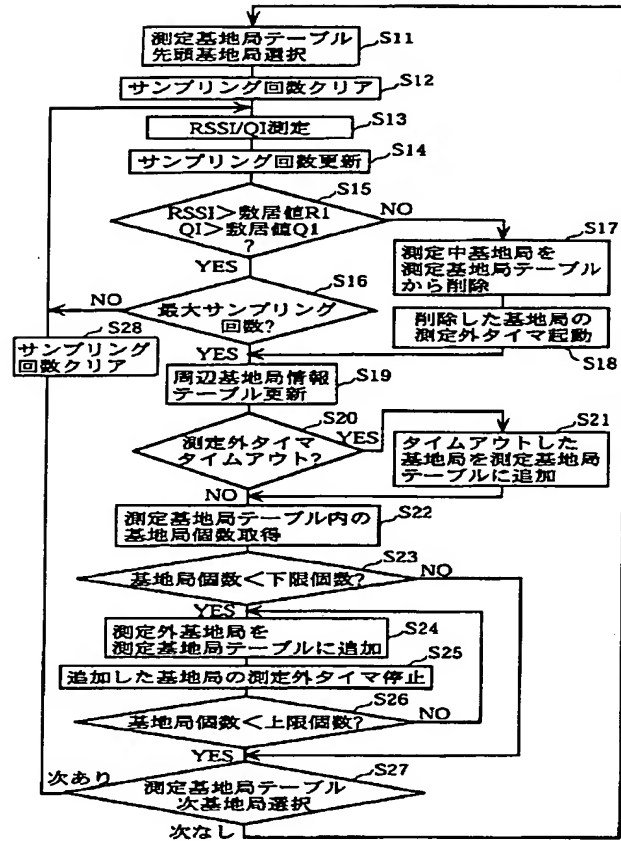 測定基地局テーブル
先頭基地局選択
S11
サンプリング回数クリア
S12
RSSI/QI測定
S13
サンプリング回数更新
S14
RSSI>敷居値R1
QI>敷居値Q1
?
S15
NO
YES
測定中基地局を
測定基地局テーブル
から削除
S17
最大サンプリング
回数?
S16
NO
YES
削除した基地局の
測定外タイマ起動
S18
サンプリング
回数クリア
S28
周辺基地局情報
テーブル更新
S19
測定外タイマ
タイムアウト?
S20
YES
NO
タイムアウトした
基地局を測定基地局
テーブルに追加
S21
測定基地局テーブル内の
基地局個数取得
S22
基地局個数<下限個数?
S23
NO
YES
測定外基地局を
測定基地局テーブルに追加
S24
追加した基地局の測定外タイマ停止
S25
基地局個数<上限個数?
S26
NO
YES
測定基地局テーブル
次基地局選択
S27
次あり
次なし